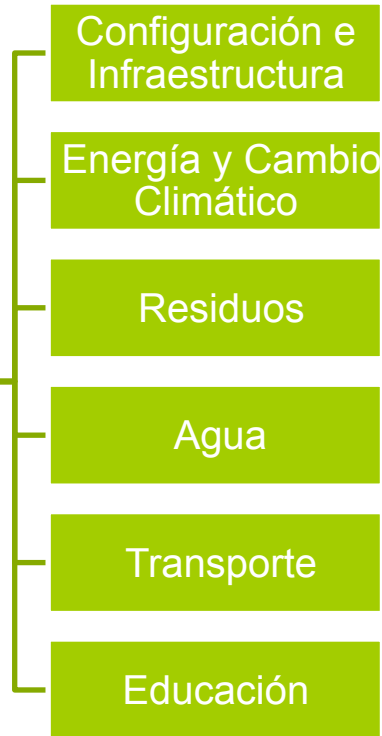 Configuración e
Infraestructura
Energía y Cambio
Climático
Residuos
Agua
Transporte
Educación